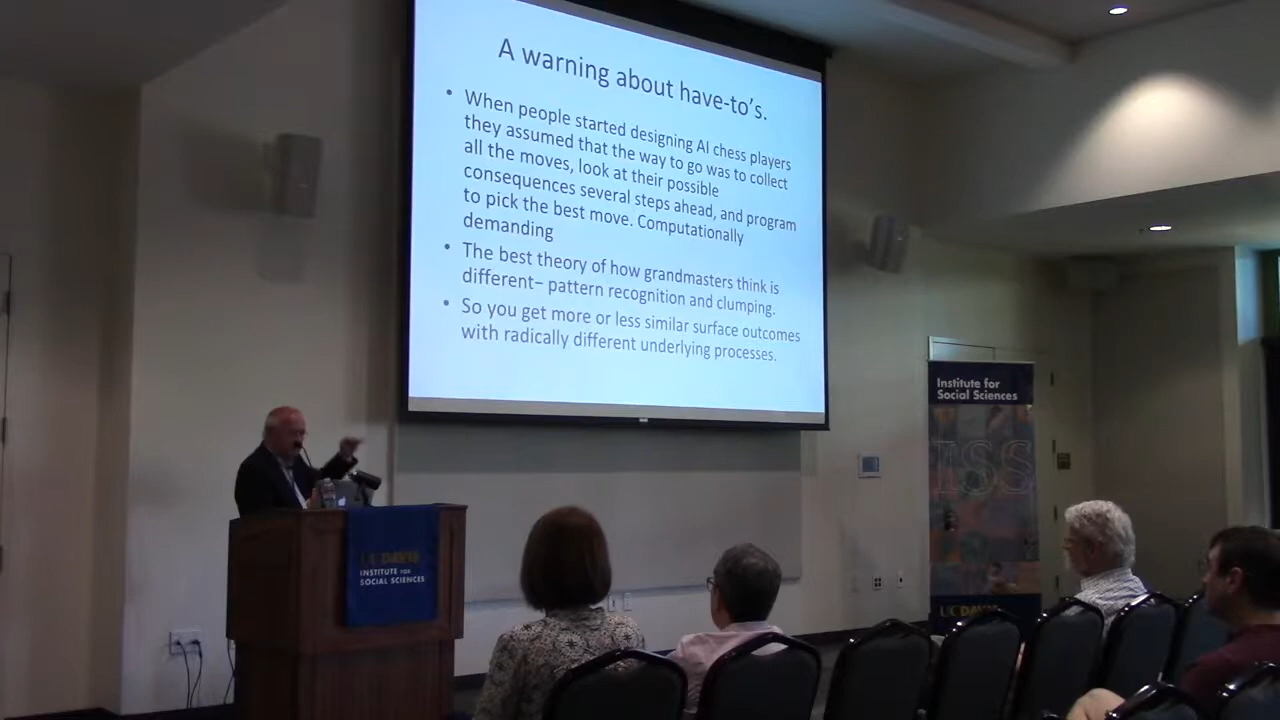 A warning about have-to's.
• When people started designing AI chess players
they assumed that the way to go was to collect
all the moves, look at their possible
consequences several steps ahead, and program
to pick the best move. Computationally
demanding
• The best theory of how grandmasters think is
different– pattern recognition and clumping.
• So you get more or less similar surface outcomes
with radically different underlying processes.
UC DAVIS
INSTITUTE FOR
SOCIAL SCIENCES
Institute for
Social Sciences
ISS
UC DAVIS